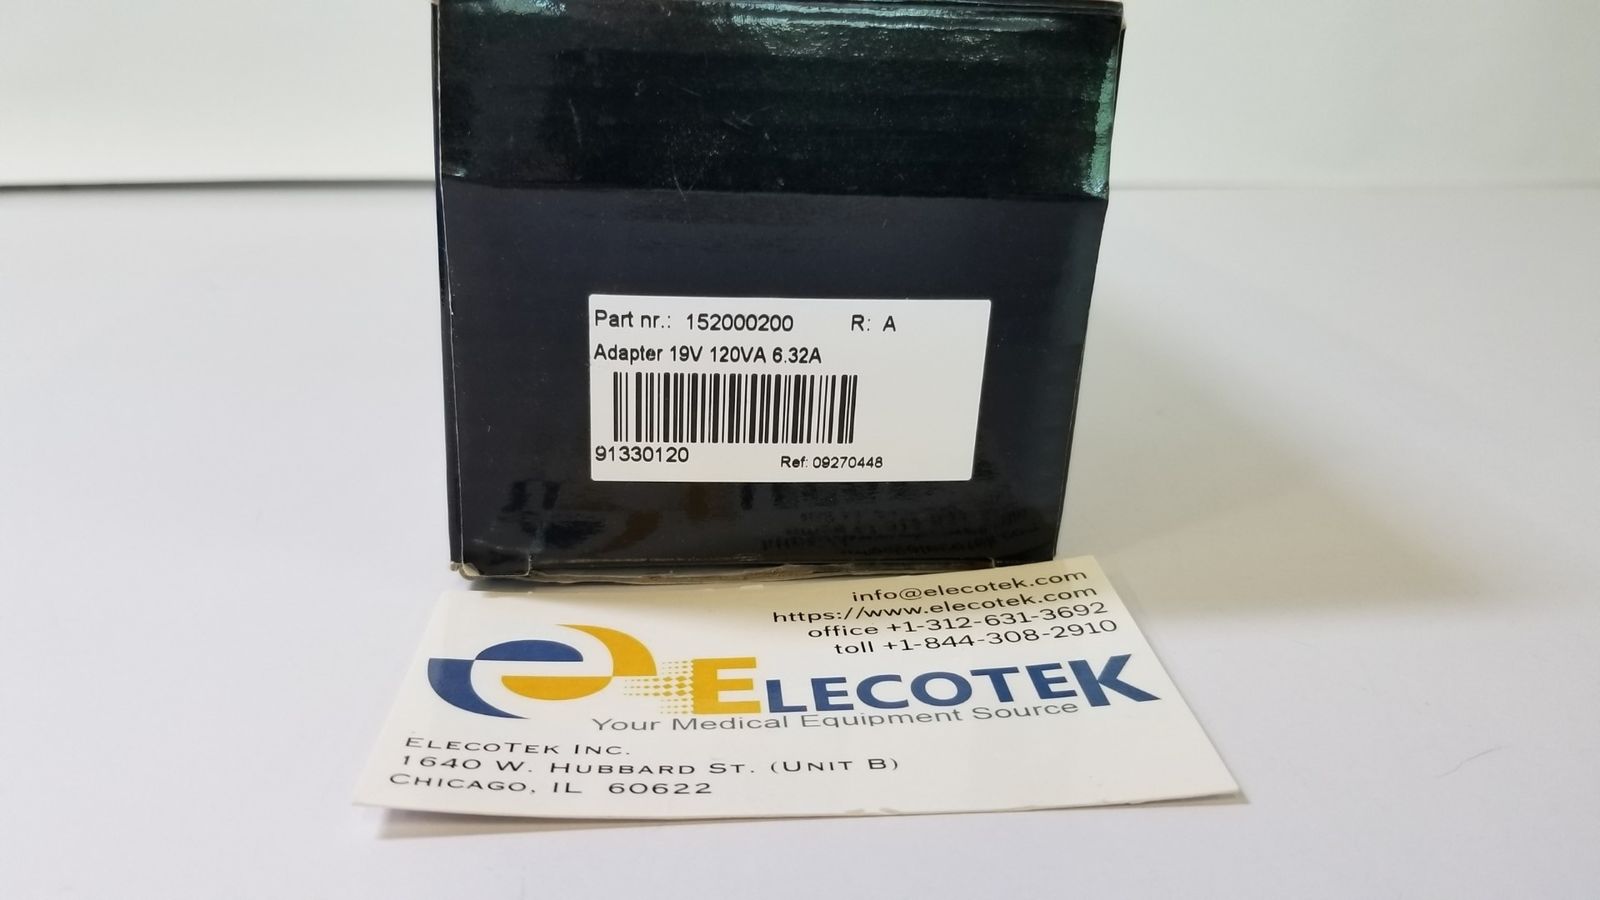 Part nr.: 152000200 R: A
Adapter 19V 120VA 6.32A
91330120 Ref: 09270448
info@elecotek.com
https://www.elecotek.com
office +1-312-631-3692
toll +1-844-308-2910
ELECOTEK
Your Medical Equipment Source
ELECOTEK INC.
1640 W. HUBBARD ST. (UNIT B)
CHICAGO, IL 60622